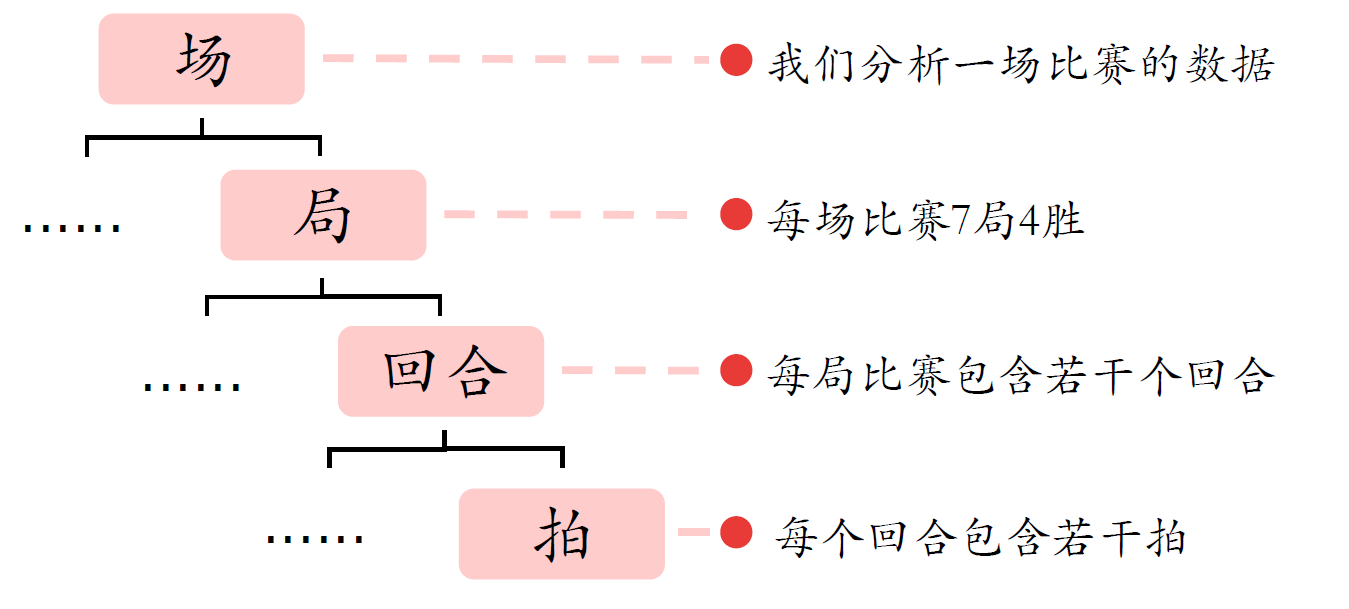 场
我们分析一场比赛的数据
局
……
每场比赛7局4胜
回合
……
每局比赛包含若干个回合
拍
……
每个回合包含若干拍